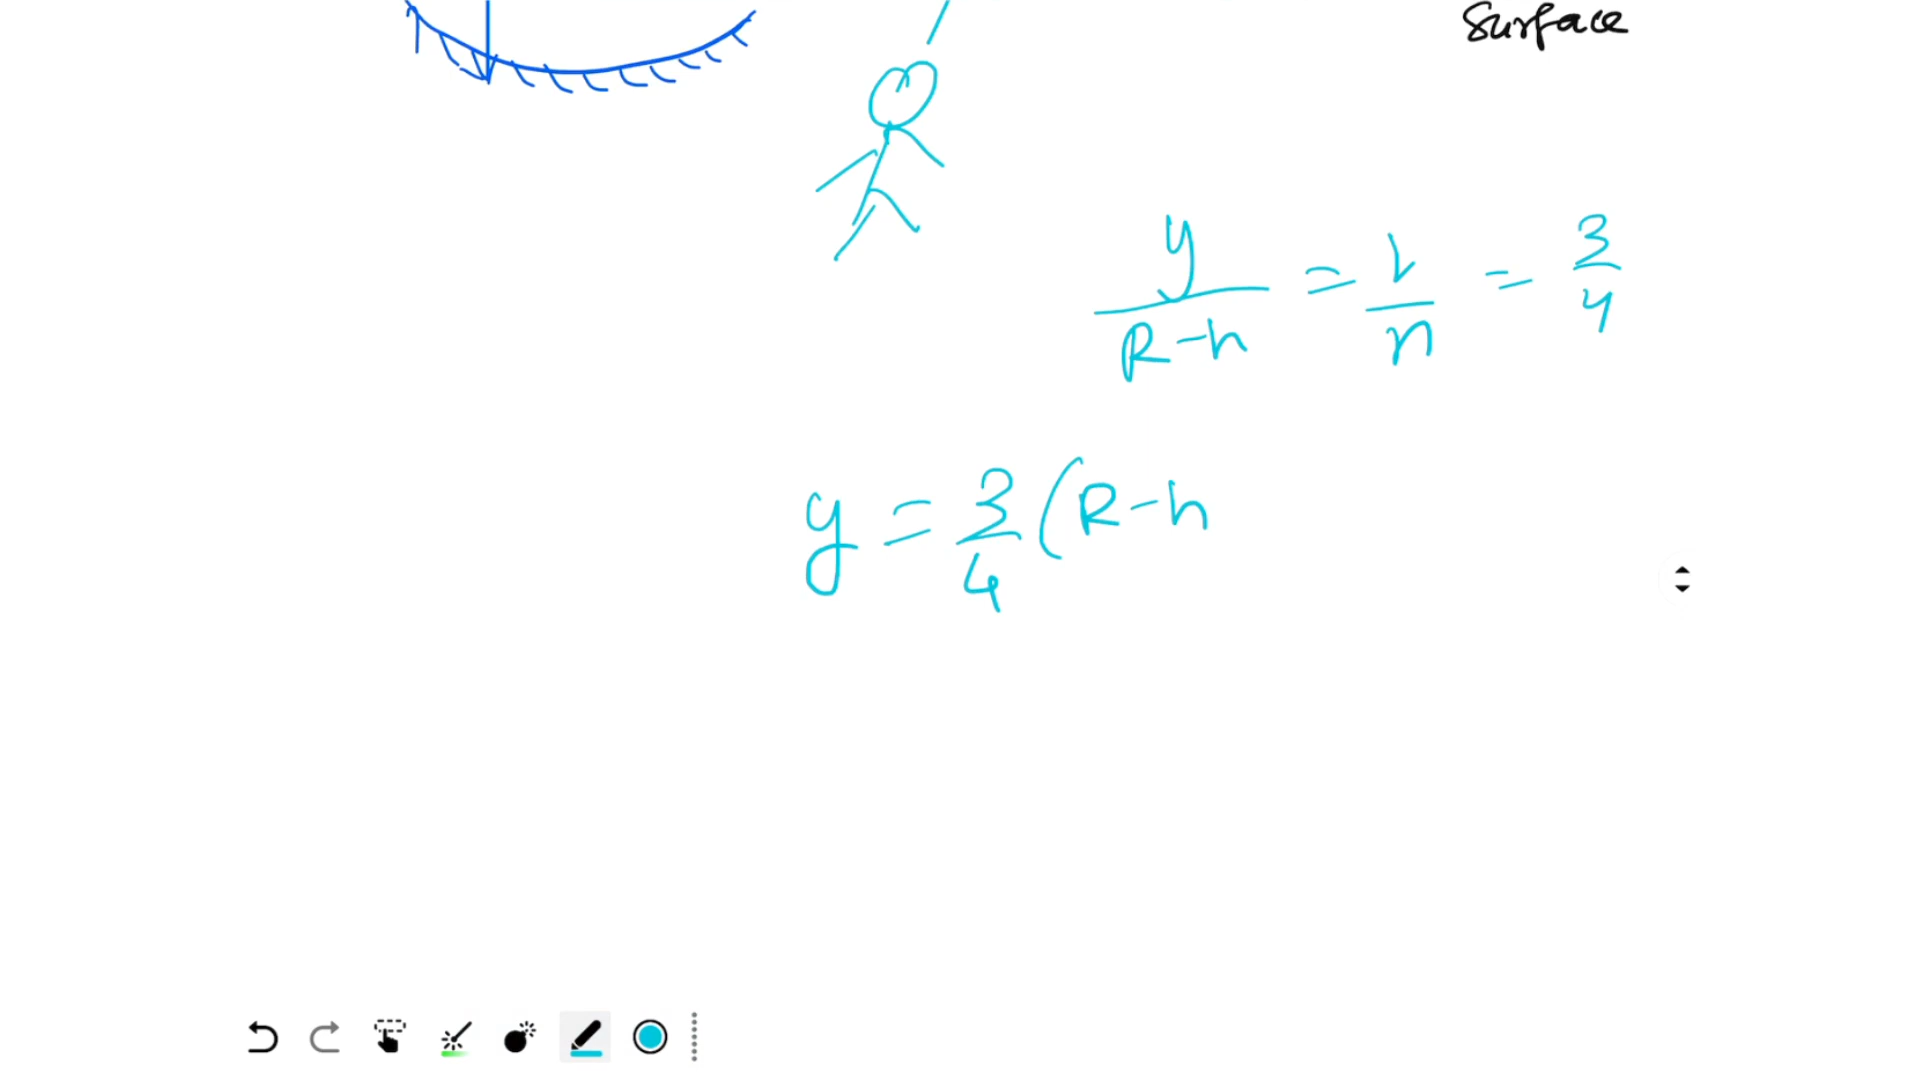 Surface
y/(R-h) = 1/n = 3/4
y = 3/4 (R-h